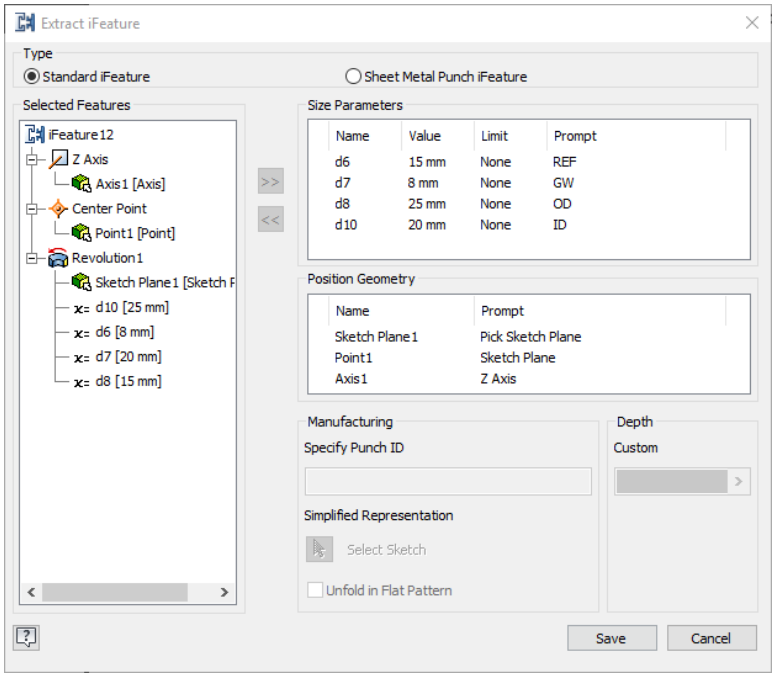 Extract iFeature
Type
Standard iFeature
Sheet Metal Punch iFeature
Selected Features
iFeature12
Z Axis
Axis1 [Axis]
Center Point
Point1 [Point]
Revolution1
Sketch Plane1 [Sketch P
x= d10 [25 mm]
x= d6 [8 mm]
x= d7 [20 mm]
x= d8 [15 mm]
>>
<<
Size Parameters
Name Value Limit Prompt
d6 15 mm None REF
d7 8 mm None GW
d8 25 mm None OD
d10 20 mm None ID
Position Geometry
Name Prompt
Sketch Plane1 Pick Sketch Plane
Point1 Sketch Plane
Axis1 Z Axis
Manufacturing
Specify Punch ID
Simplified Representation
Select Sketch
Unfold in Flat Pattern
Depth
Custom
>
< >
?
Save Cancel